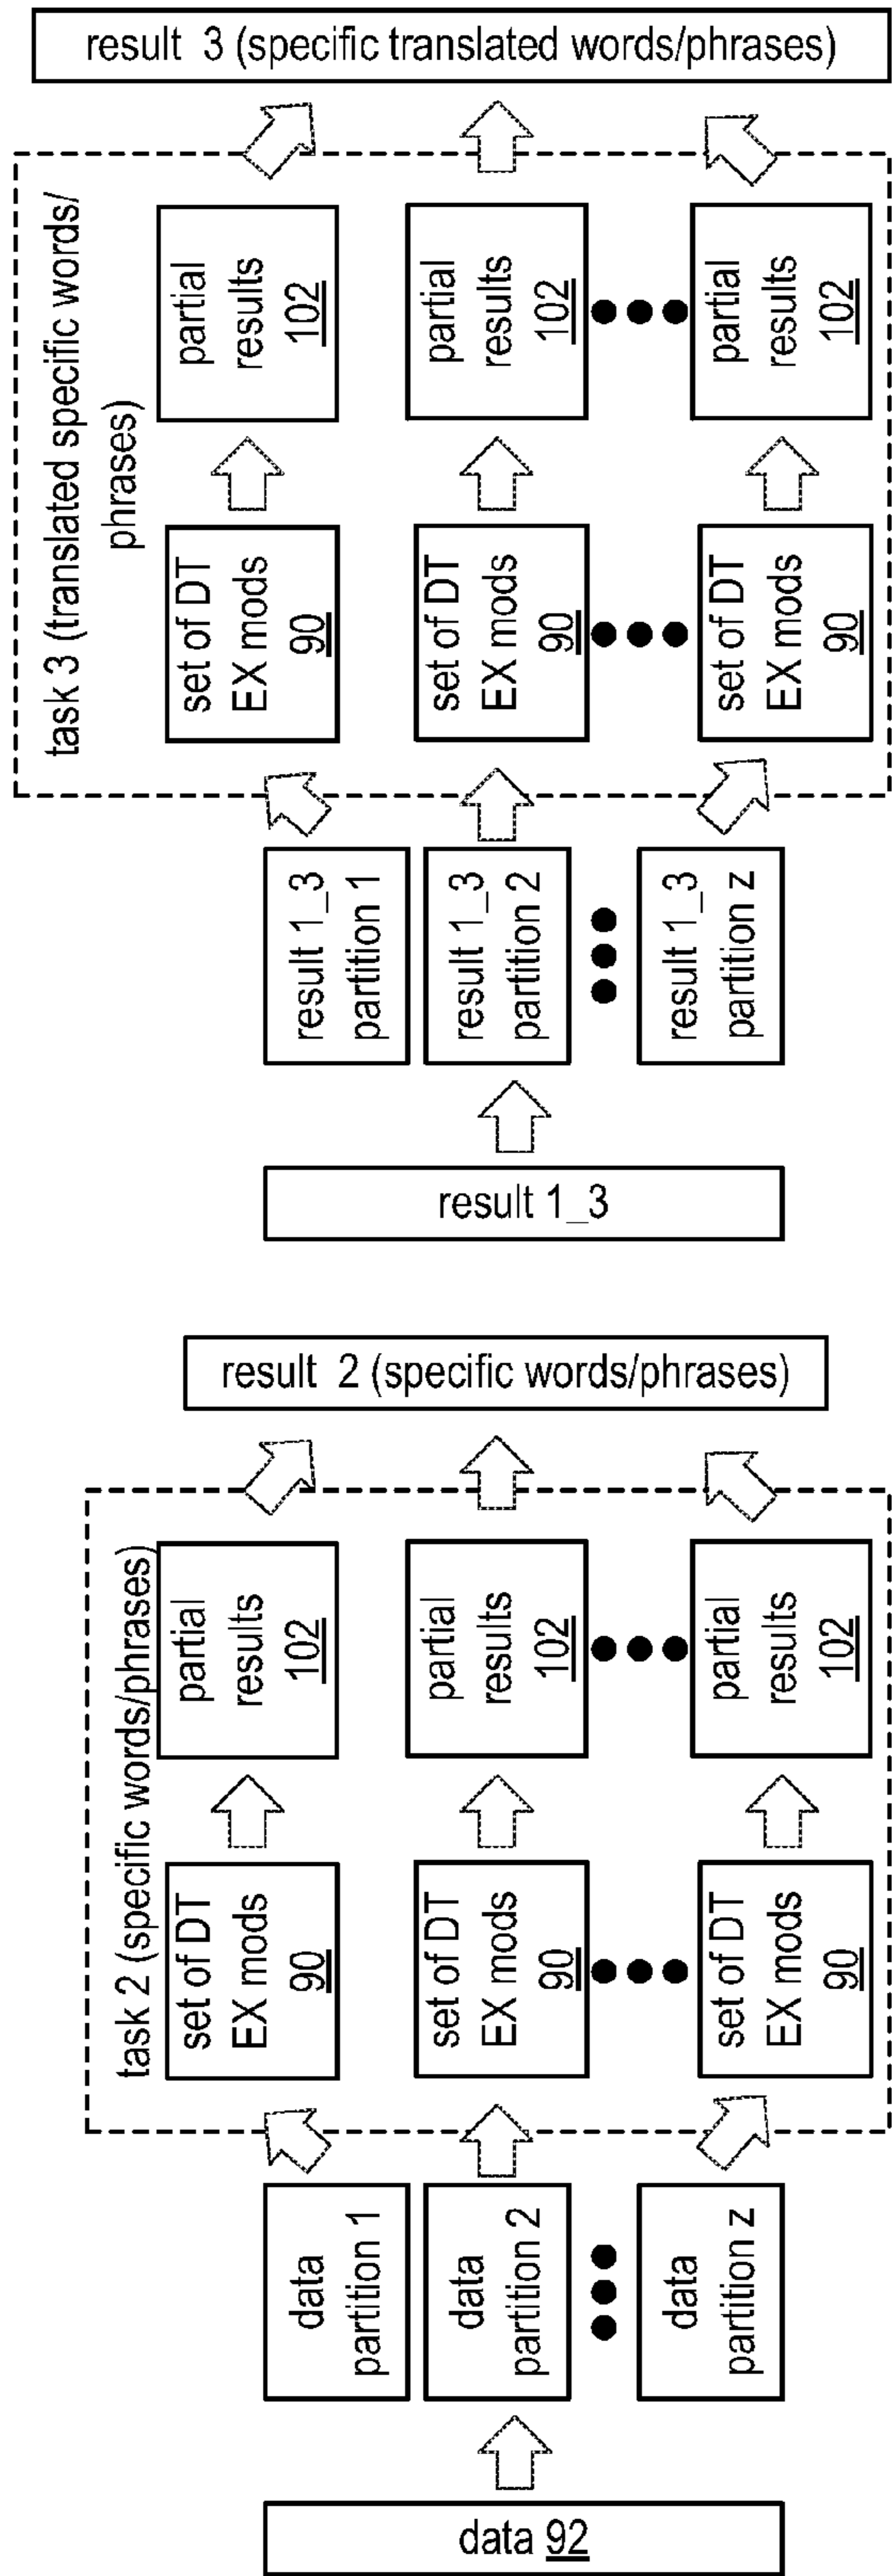 data 92
data
partition 1
data
partition 2
data
partition z
task 2 (specific words/phrases)
set of DT
EX mods
90
set of DT
EX mods
90
set of DT
EX mods
90
partial
results
102
partial
results
102
partial
results
102
result 2 (specific words/phrases)
result 1_3
result 1_3
partition 1
result 1_3
partition 2
result 1_3
partition z
task 3 (translated specific words/
phrases)
set of DT
EX mods
90
set of DT
EX mods
90
set of DT
EX mods
90
partial
results
102
partial
results
102
partial
results
102
result 3 (specific translated words/phrases)